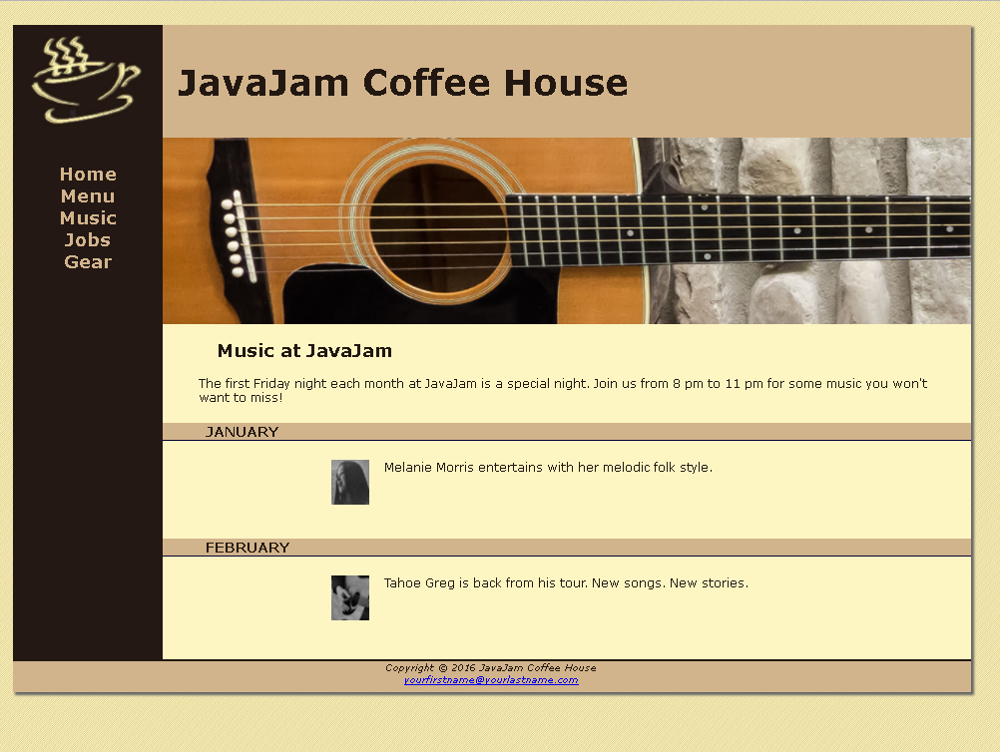 JavaJam Coffee House
Home
Menu
Music
Jobs
Gear
Music at JavaJam
The first Friday night each month at JavaJam is a special night. Join us from 8 pm to 11 pm for some music you won't
want to miss!
JANUARY
Melanie Morris entertains with her melodic folk style.
FEBRUARY
Tahoe Greg is back from his tour. New songs. New stories.
Copyright © 2016 JavaJam Coffee House
yourfirstname@yourlastname.com